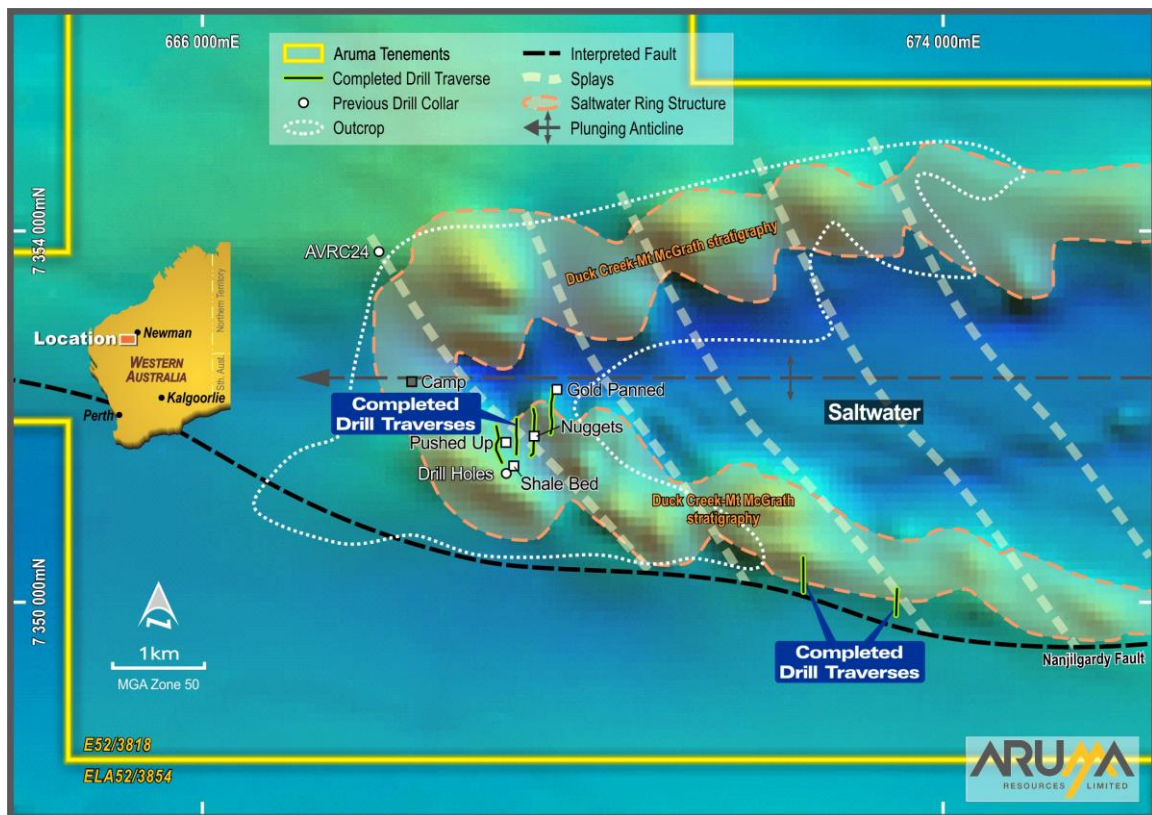 666 000mE
674 000mE
Aruma Tenements
Completed Drill Traverse
Previous Drill Collar
Outcrop
Interpreted Fault
Splays
Saltwater Ring Structure
Plunging Anticline
7 354 000mN
AVRC24
Duck Creek-Mt McGrath stratigraphy
Northern Territory
Sth. Aust.
Location
Newman
WESTERN
AUSTRALIA
Kalgoorlie
Perth
Camp
Gold Panned
Completed
Drill Traverses
Saltwater
Nuggets
Pushed Up
Drill Holes
Shale Bed
Duck Creek-Mt McGrath
stratigraphy
7 350 000mN
N
1km
MGA Zone 50
Completed
Drill Traverses
Nanjilgardy Fault
E52/3818
ELA52/3854
ARUMA
RESOURCES LIMITED